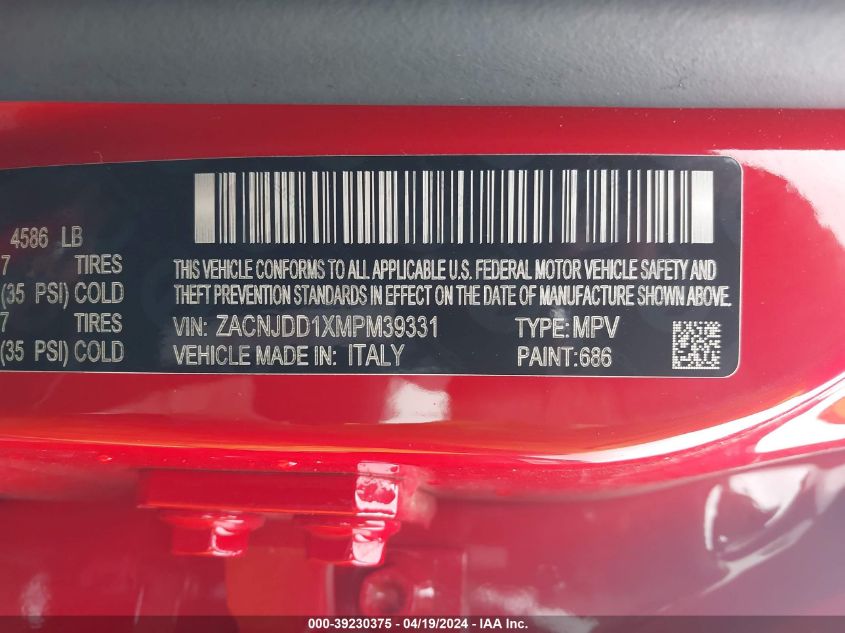 4586 LB
7 TIRES
(35 PSI) COLD
7 TIRES
(35 PSI) COLD
THIS VEHICLE CONFORMS TO ALL APPLICABLE U.S. FEDERAL MOTOR VEHICLE SAFETY AND
THEFT PREVENTION STANDARDS IN EFFECT ON THE DATE OF MANUFACTURE SHOWN ABOVE.
VIN: ZACNJDD1XMPM39331 TYPE:MPV
VEHICLE MADE IN: ITALY PAINT:686
000-39230375 - 04/19/2024 - IAA Inc.